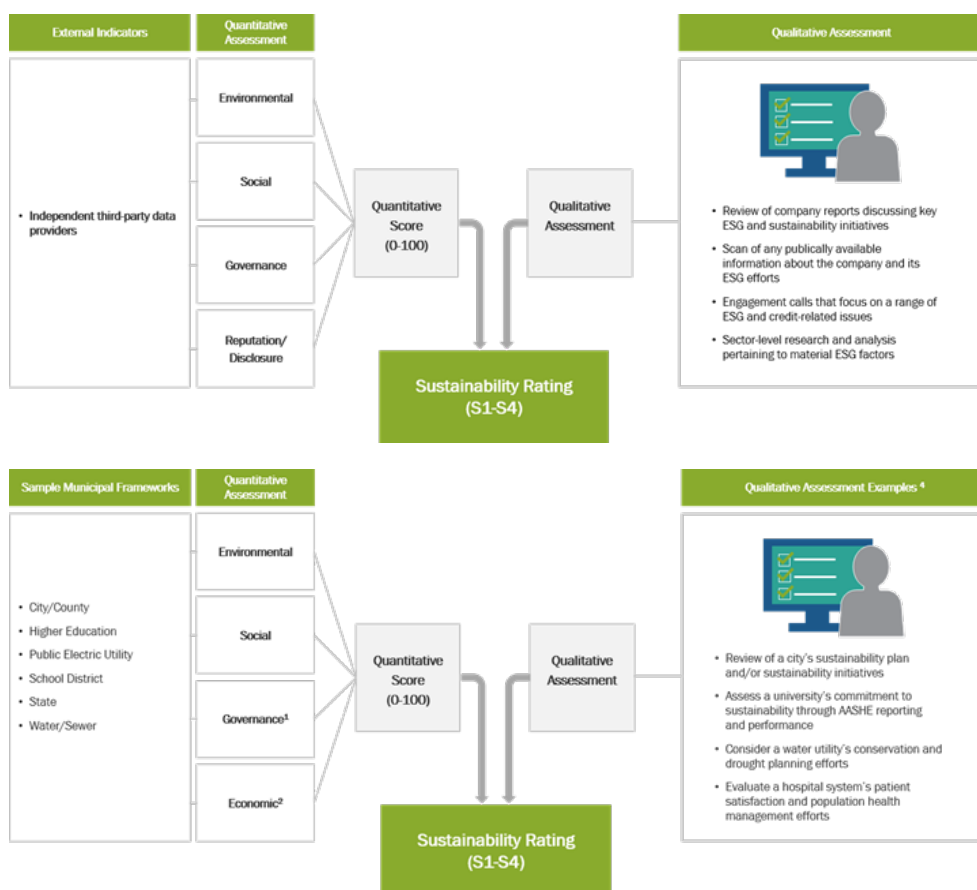 External Indicators
Quantitative
Assessment
Qualitative Assessment
• Independent third-party data
providers
Environmental
Social
Governance
Reputation/
Disclosure
Quantitative
Score
(0-100)
Qualitative
Assessment
• Review of company reports discussing key
ESG and sustainability initiatives
• Scan of any publically available
information about the company and its
ESG efforts
• Engagement calls that focus on a range of
ESG and credit-related issues
• Sector-level research and analysis
pertaining to material ESG factors
Sustainability Rating
(S1-S4)
Sample Municipal Frameworks
Quantitative
Assessment
Qualitative Assessment Examples ⁴
• City/County
• Higher Education
• Public Electric Utility
• School District
• State
• Water/Sewer
Environmental
Social
Governance¹
Economic²
Quantitative
Score
(0-100)
Qualitative
Assessment
• Review of a city's sustainability plan
and/or sustainability initiatives
• Assess a university's commitment to
sustainability through AASHE reporting
and performance
• Consider a water utility's conservation and
drought planning efforts
• Evaluate a hospital system's patient
satisfaction and population health
management efforts
Sustainability Rating
(S1-S4)